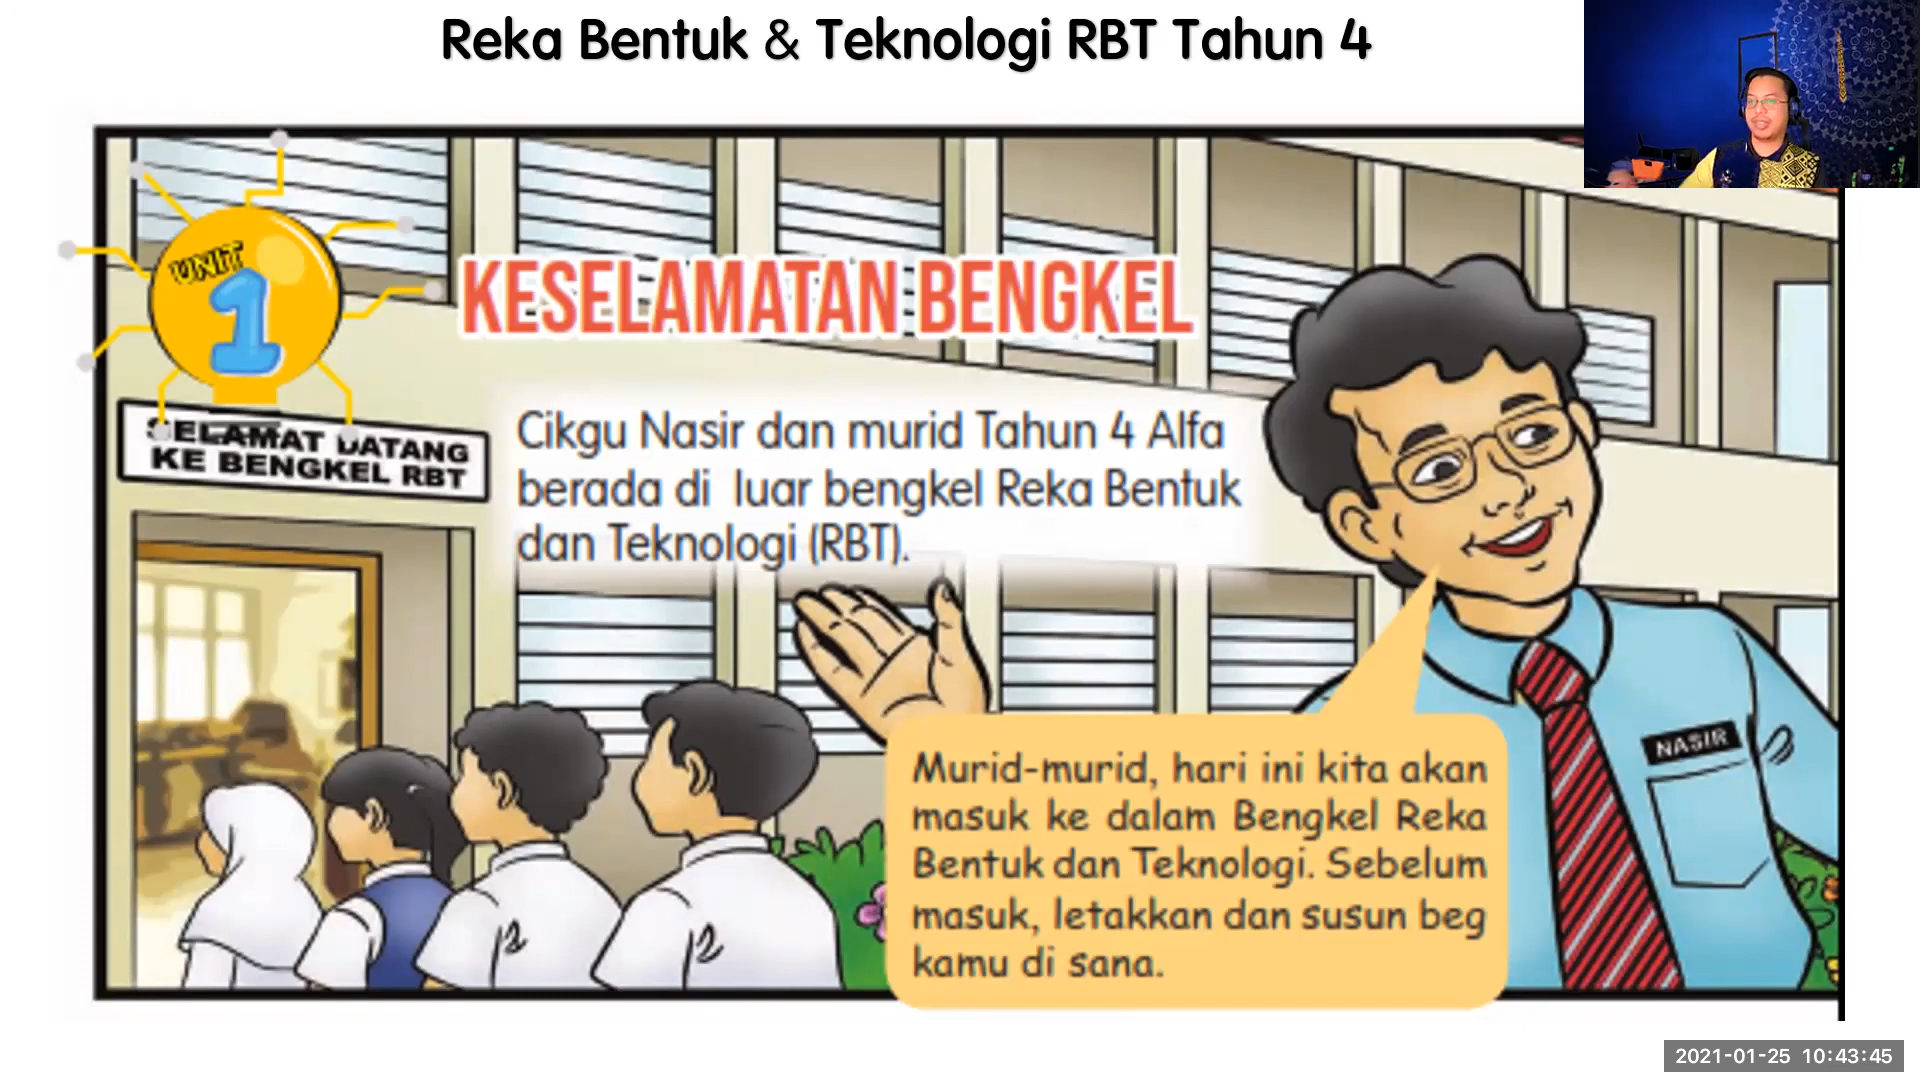 Reka Bentuk & Teknologi RBT Tahun 4
UNIT
1
KESELAMATAN BENGKEL
SELAMAT DATANG
KE BENGKEL RBT
Cikgu Nasir dan murid Tahun 4 Alfa
berada di luar bengkel Reka Bentuk
dan Teknologi (RBT).
NASIR
Murid-murid, hari ini kita akan
masuk ke dalam Bengkel Reka
Bentuk dan Teknologi. Sebelum
masuk, letakkan dan susun beg
kamu di sana.
2021-01-25 10:43:45